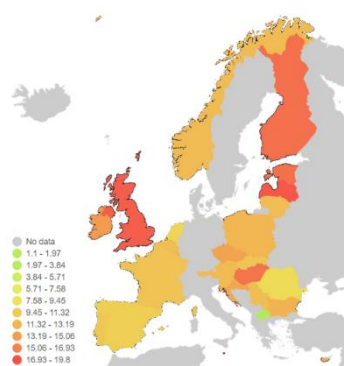 No data
1.1 - 1.97
1.97 - 3.84
3.84 - 5.71
5.71 - 7.58
7.58 - 9.45
9.45 - 11.32
11.32 - 13.19
13.19 - 15.06
15.06 - 16.93
16.93 - 19.8